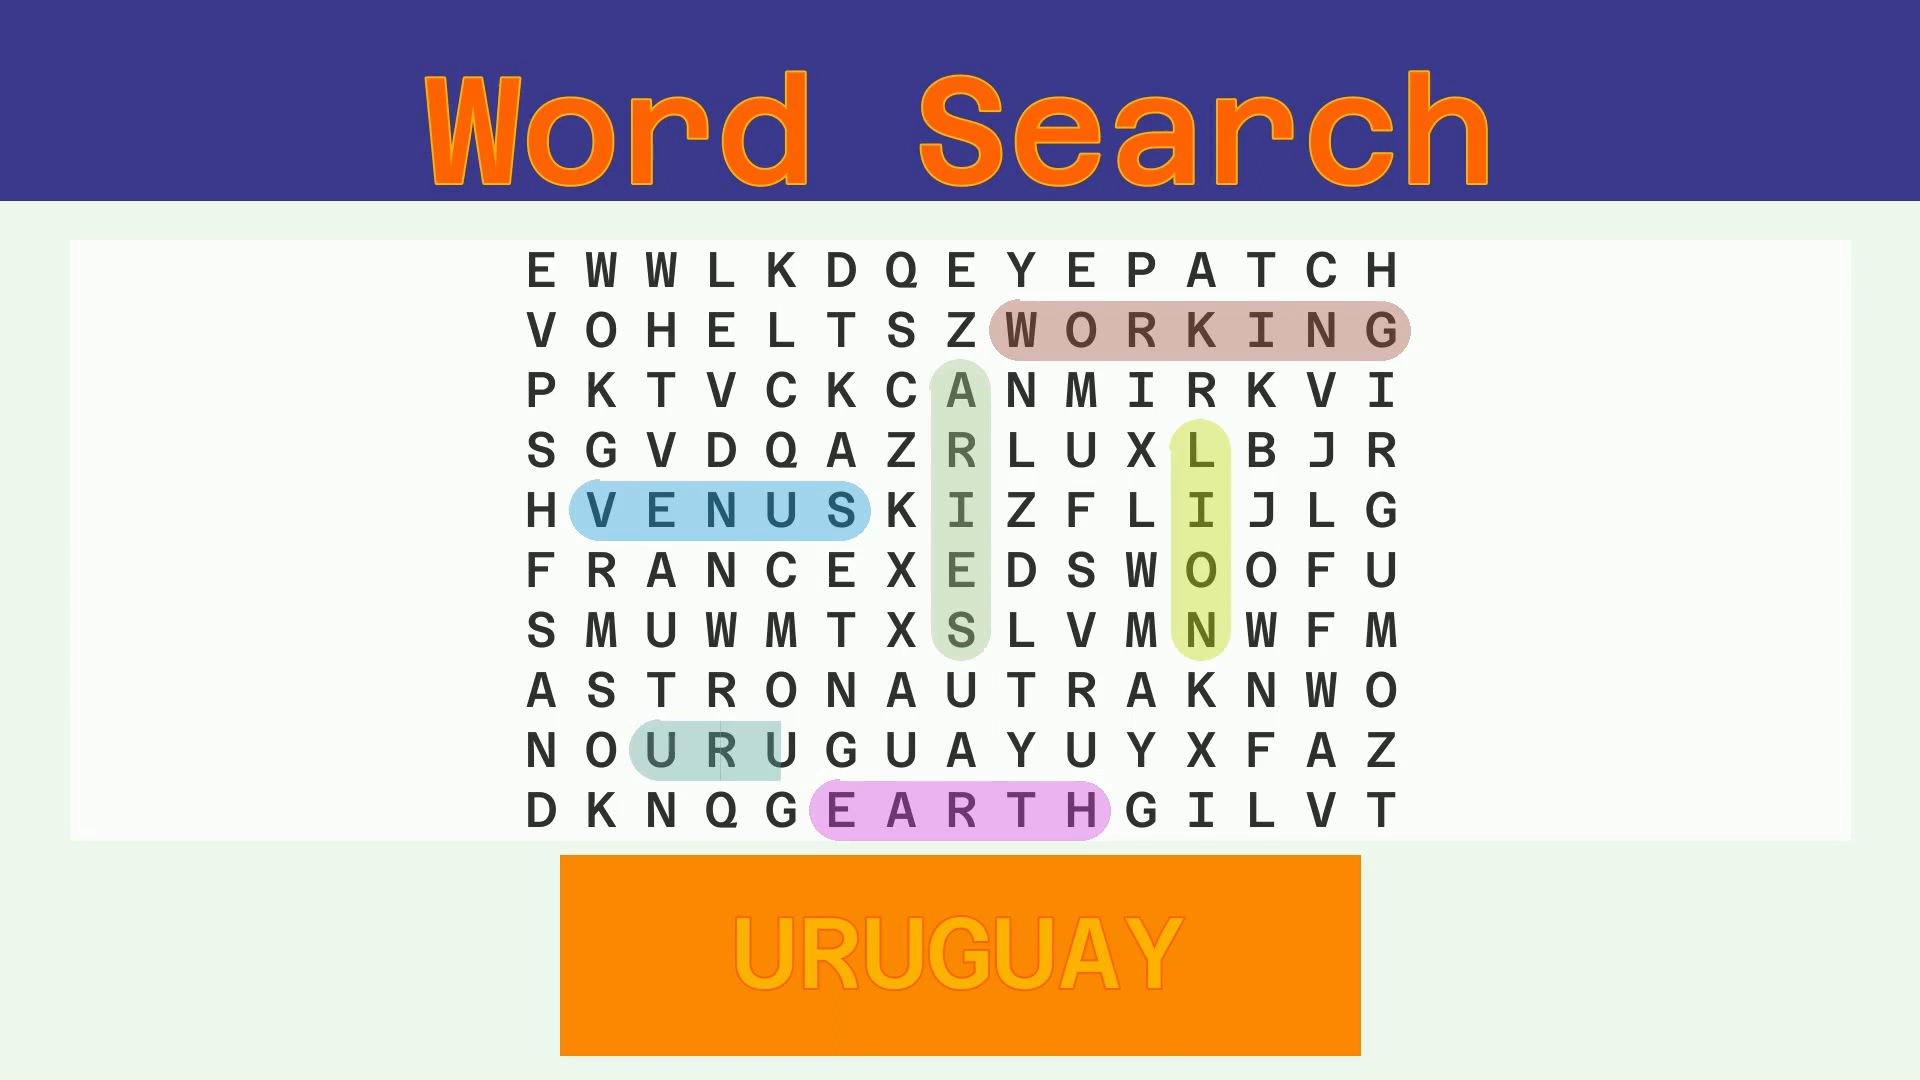 Word Search
E W W L K D Q E Y E P A T C H
V O H E L T S Z W O R K I N G
P K T V C K C A N M I R K V I
S G V D Q A Z R L U X L B J R
H V E N U S K I Z F L I J L G
F R A N C E X E D S W O O F U
S M U W M T X S L V M N W F M
A S T R O N A U T R A K N W O
N O U R U G U A Y U Y X F A Z
D K N Q G E A R T H G I L V T
URUGUAY